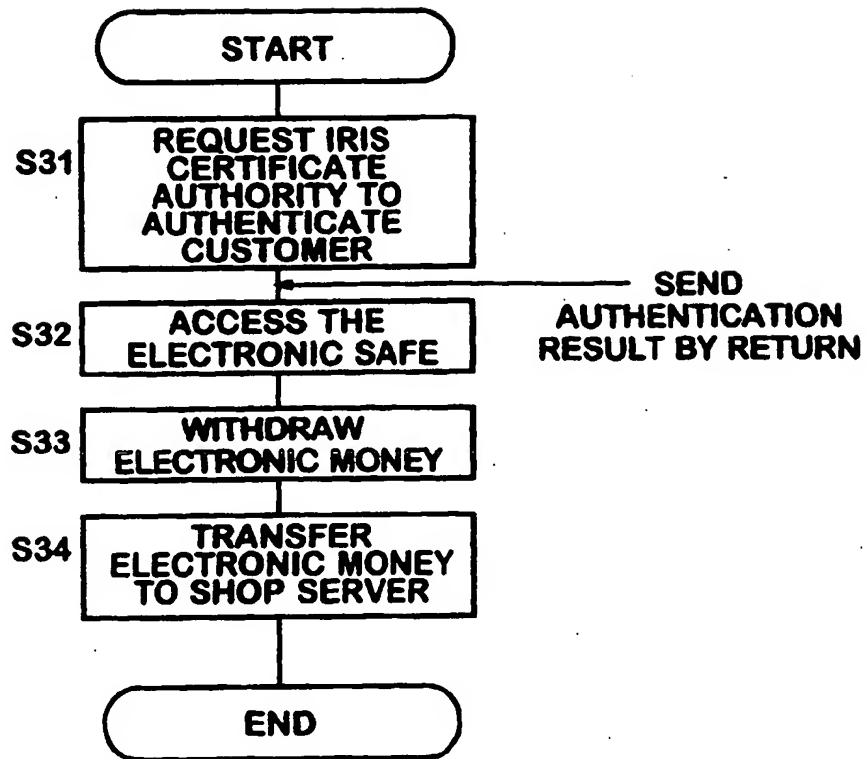 START
S31
REQUEST IRIS
CERTIFICATE
AUTHORITY TO
AUTHENTICATE
CUSTOMER
SEND
AUTHENTICATION
RESULT BY RETURN
S32
ACCESS THE
ELECTRONIC SAFE
S33
WITHDRAW
ELECTRONIC MONEY
S34
TRANSFER
ELECTRONIC MONEY
TO SHOP SERVER
END